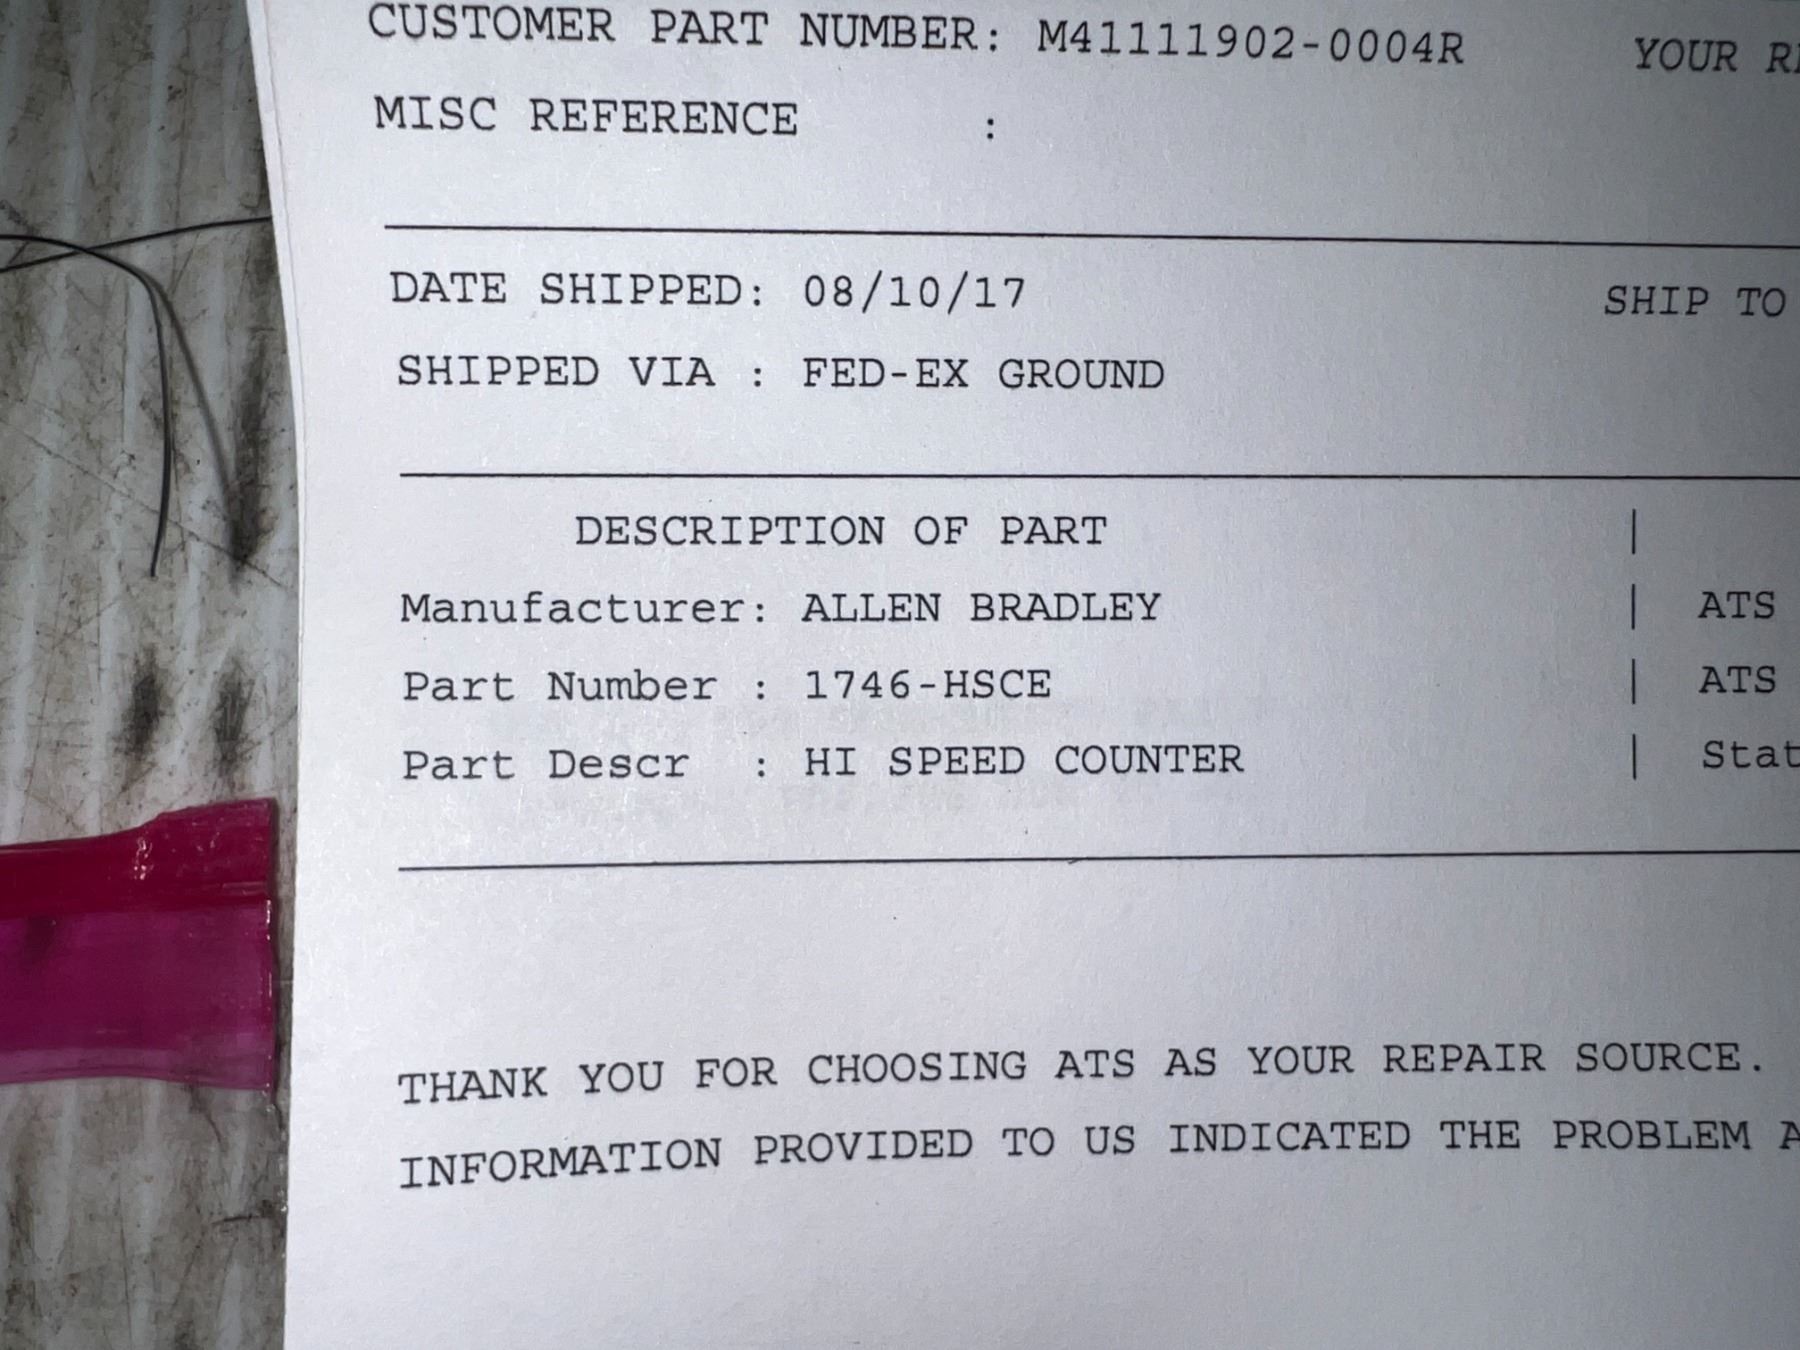 CUSTOMER PART NUMBER: M41111902-0004R YOUR
MISC REFERENCE :
DATE SHIPPED: 08/10/17 SHIP TO
SHIPPED VIA : FED-EX GROUND
DESCRIPTION OF PART |
Manufacturer: ALLEN BRADLEY | ATS
Part Number : 1746-HSCE | ATS
Part Descr : HI SPEED COUNTER | Stat
THANK YOU FOR CHOOSING ATS AS YOUR REPAIR SOURCE.
INFORMATION PROVIDED TO US INDICATED THE PROBLEM